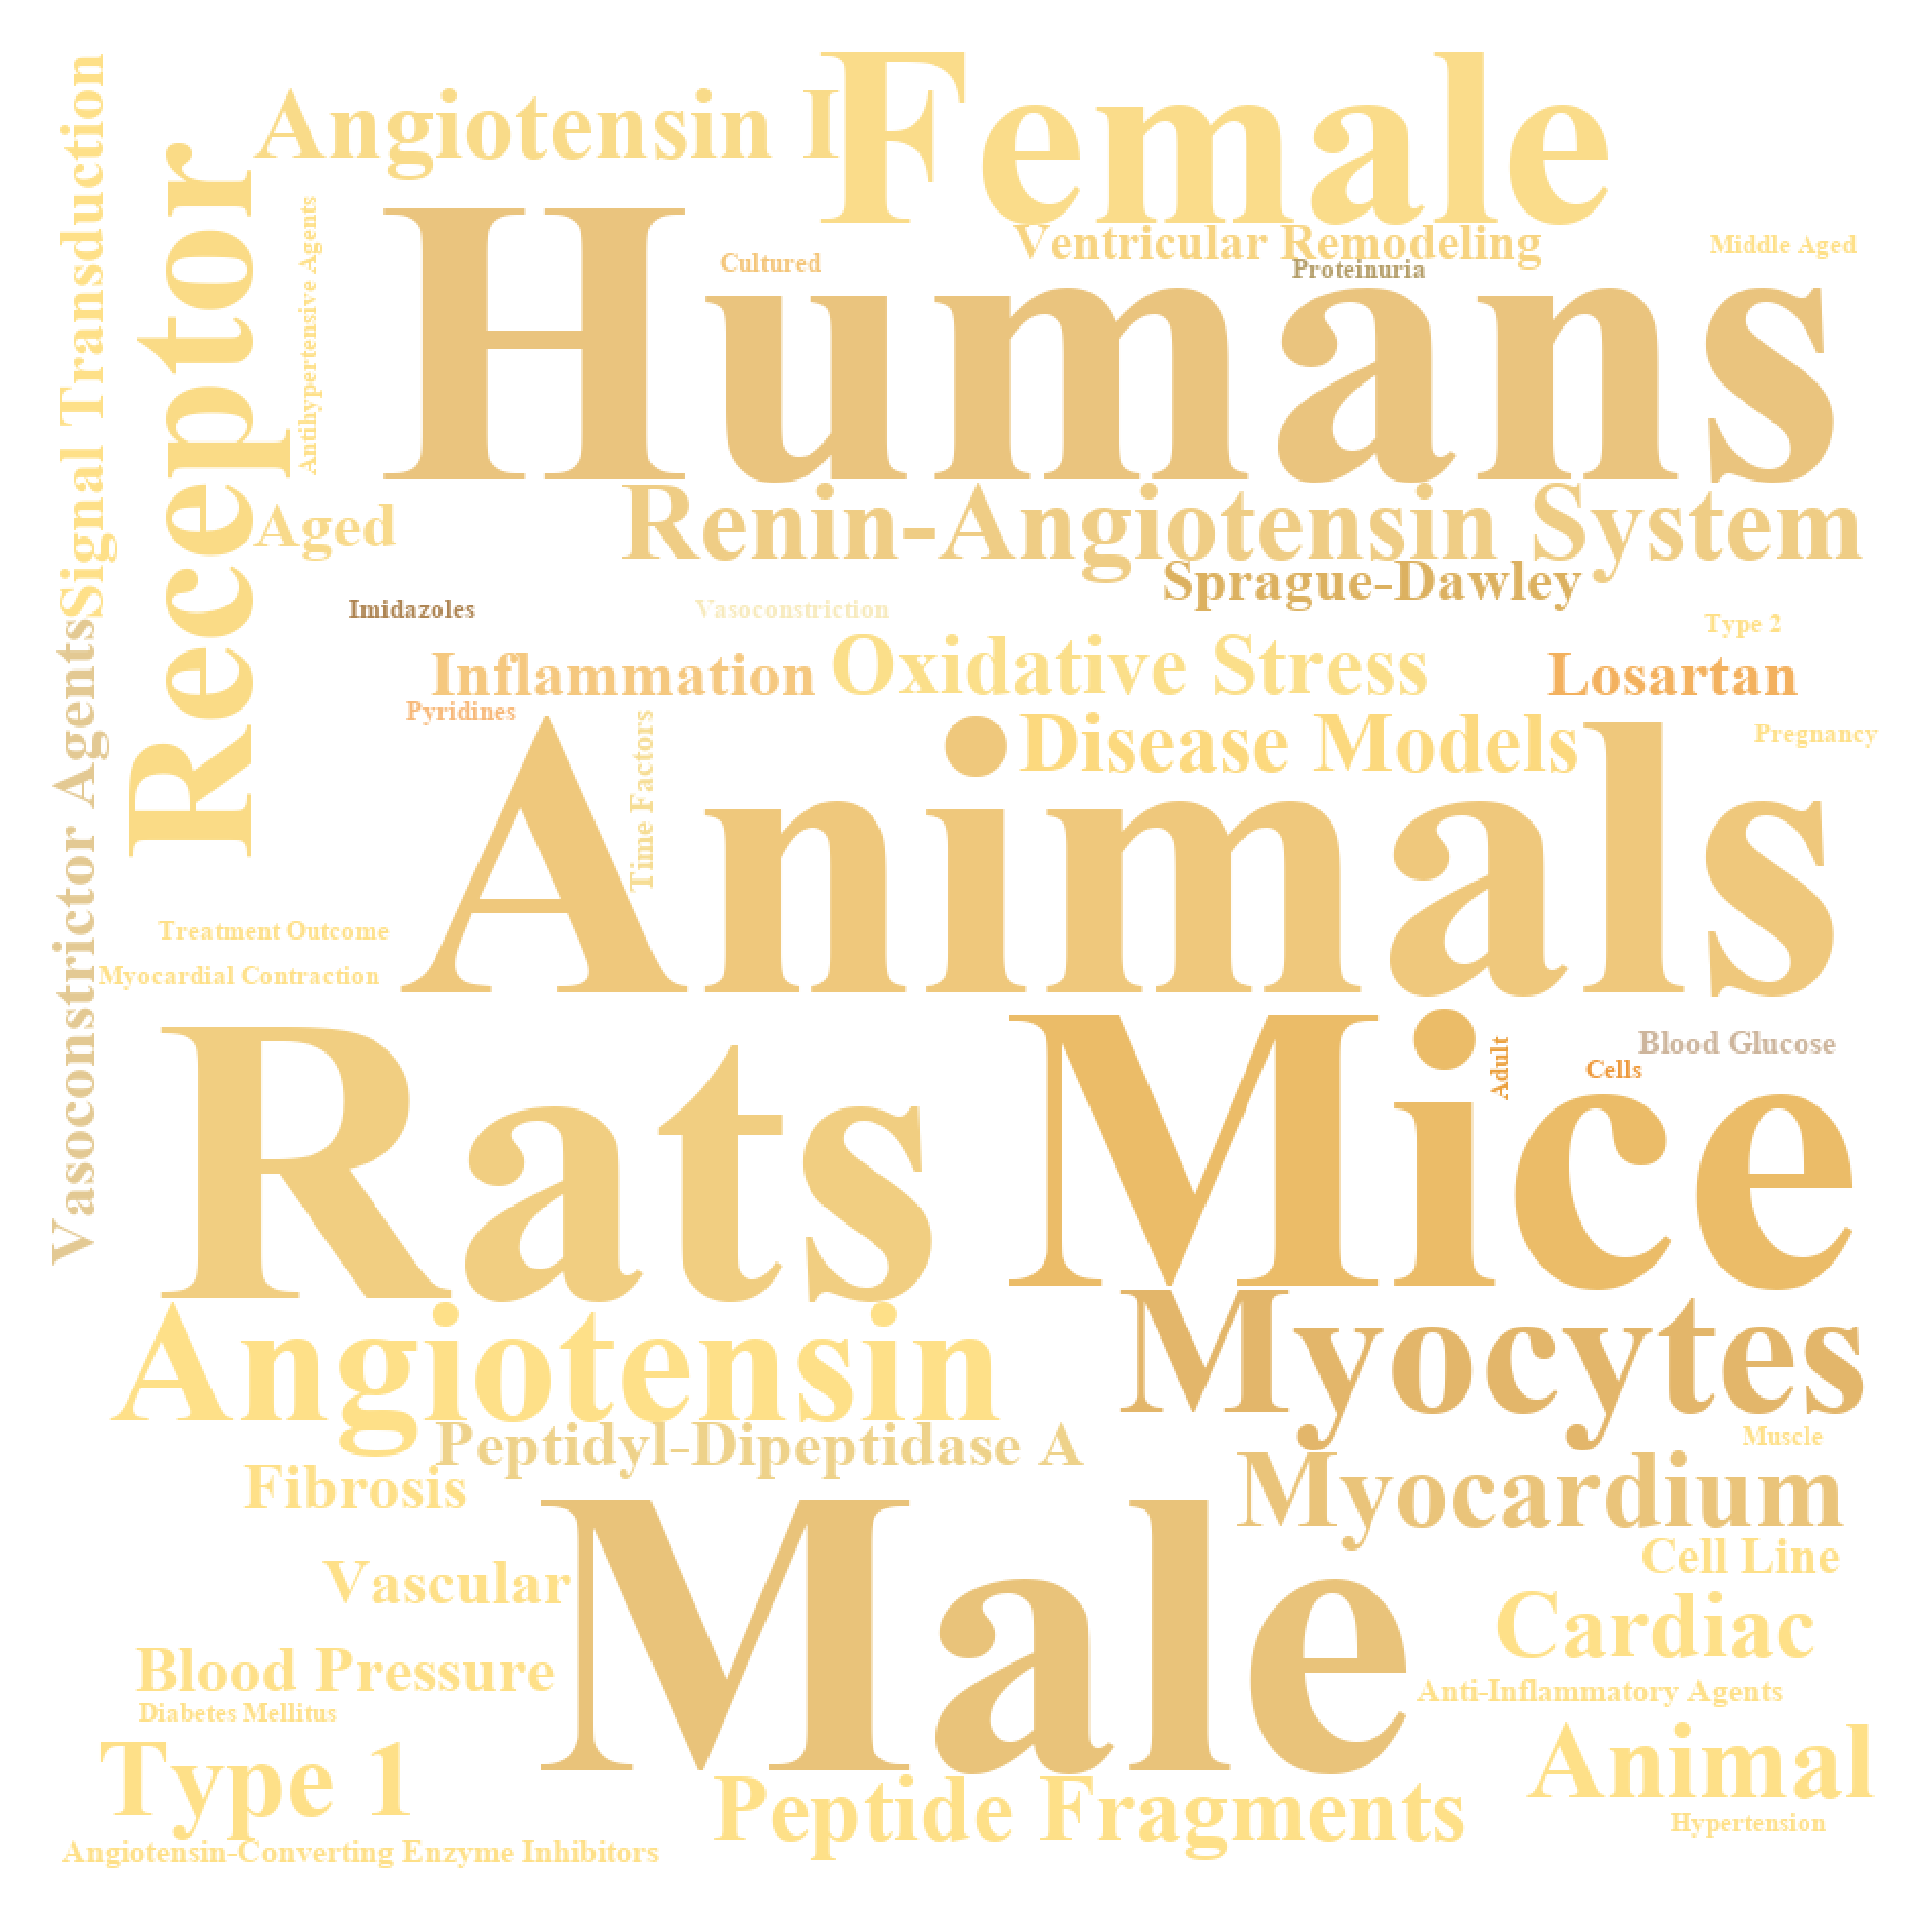 Female
Angiotensin I
Signal Transduction
Receptor
Antihypertensive Agents
Humans
Ventricular Remodeling
Middle Aged
Cultured
Proteinuria
Aged
Renin-Angiotensin System
Sprague-Dawley
Imidazoles
Vasoconstriction
Type 2
Vasoconstrictor Agents
Inflammation
Oxidative Stress
Losartan
Pyridines
Time Factors
Disease Models
Pregnancy
Animals
Treatment Outcome
Myocardial Contraction
Rats
Mice
Adult
Blood Glucose
Cells
Angiotensin
Myocytes
Peptidyl-Dipeptidase A
Muscle
Fibrosis
Myocardium
Male
Cell Line
Vascular
Cardiac
Blood Pressure
Anti-Inflammatory Agents
Diabetes Mellitus
Type 1
Animal
Peptide Fragments
Hypertension
Angiotensin-Converting Enzyme Inhibitors